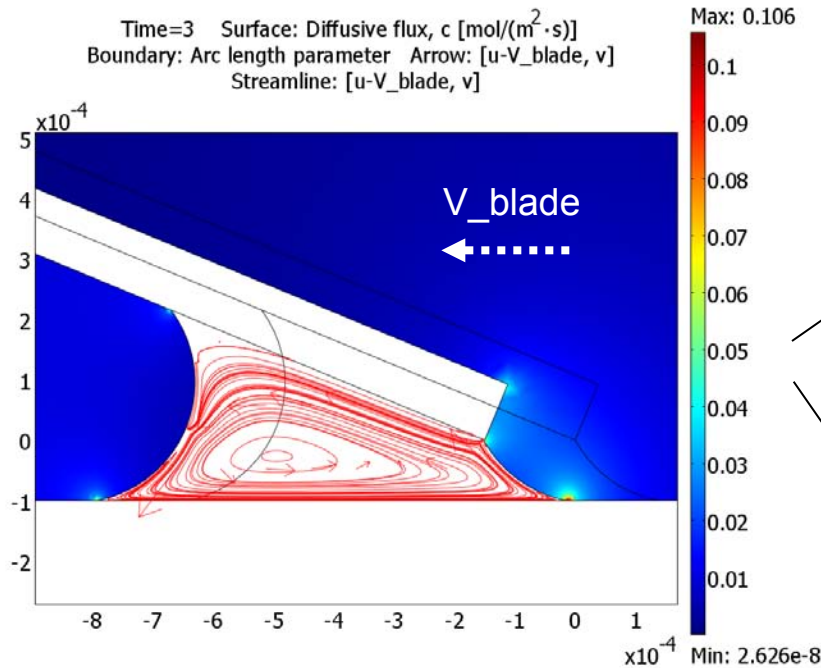 Time=3 Surface: Diffusive flux, c [mol/(m²·s)]
Boundary: Arc length parameter Arrow: [u-V_blade, v]
Streamline: [u-V_blade, v]
Max: 0.106
x10⁻⁴
5
4
3
2
1
0
-1
-2
V_blade
-8 -7 -6 -5 -4 -3 -2 -1 0
x10⁻⁴
0.1
0.09
0.08
0.07
0.06
0.05
0.04
0.03
0.02
0.01
Min: 2.626e-8